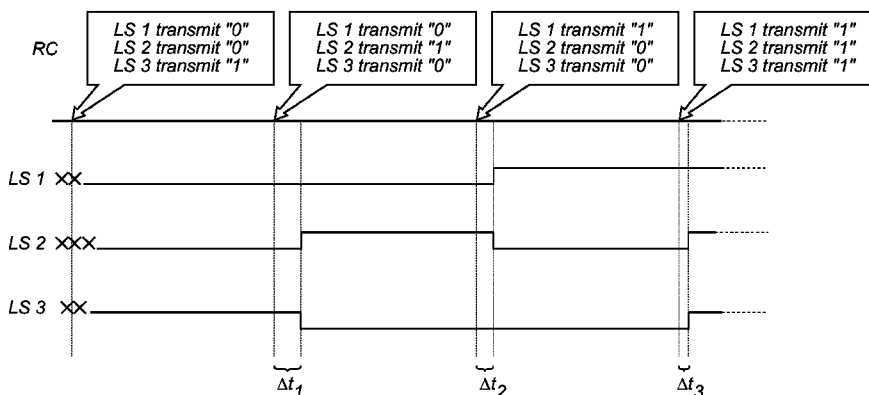 RC
LS 1 transmit "0"
LS 2 transmit "0"
LS 3 transmit "1"
LS 1 transmit "0"
LS 2 transmit "1"
LS 3 transmit "0"
LS 1 transmit "1"
LS 2 transmit "0"
LS 3 transmit "0"
LS 1 transmit "1"
LS 2 transmit "1"
LS 3 transmit "1"
LS 1
LS 2
LS 3
Δt1
Δt2
Δt3